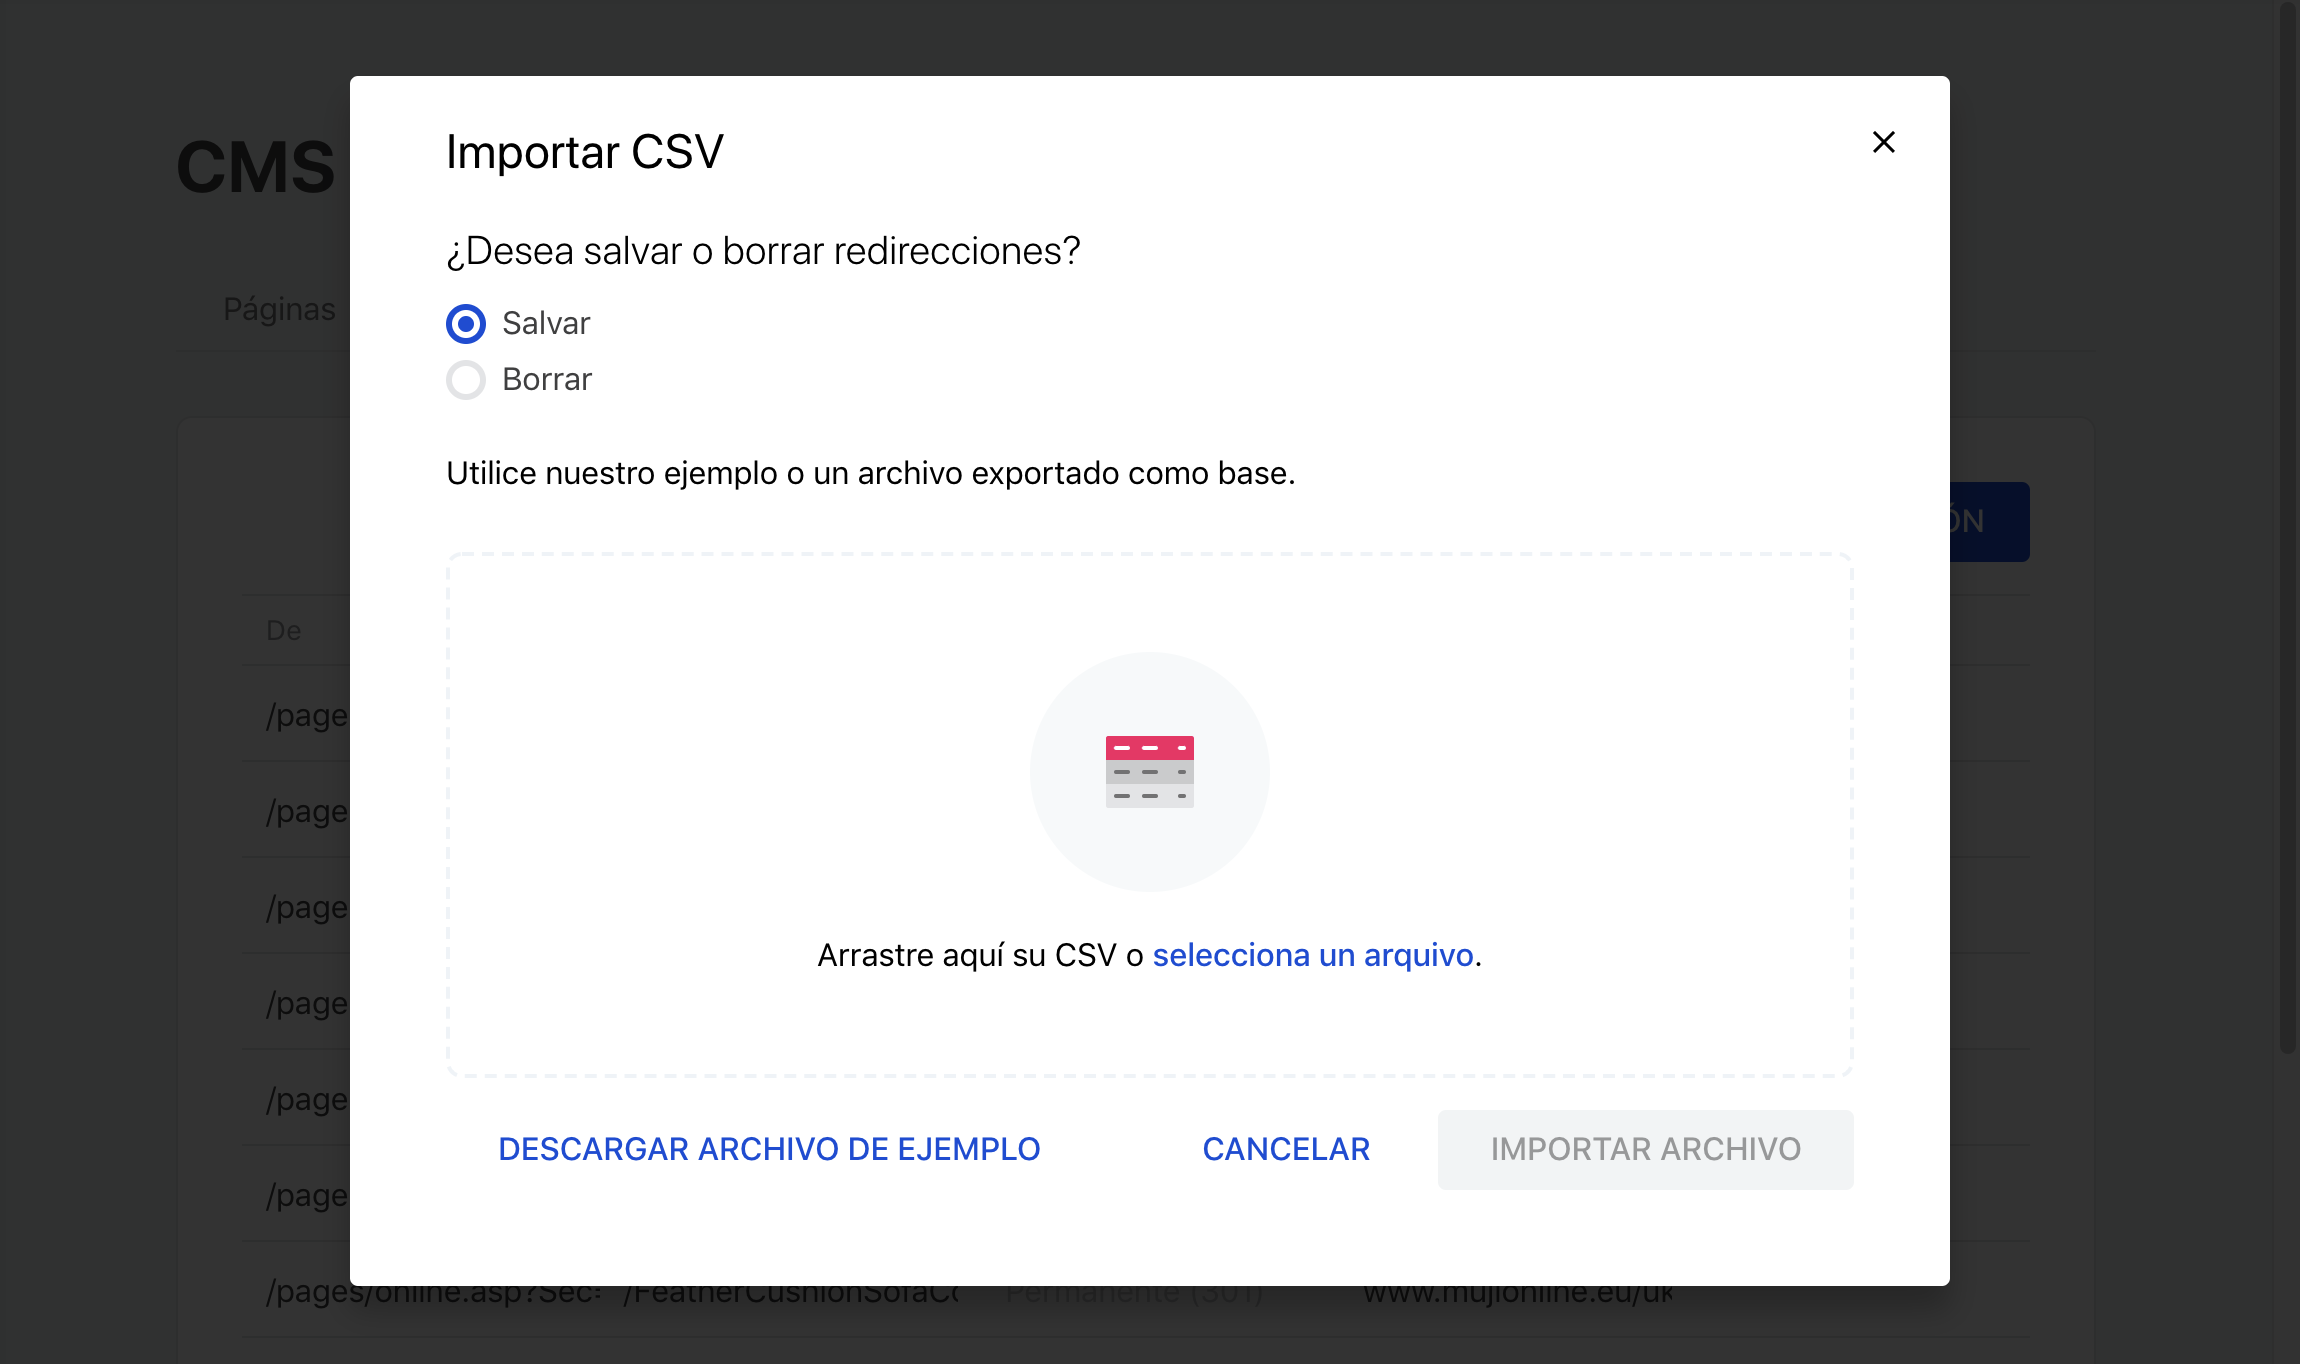 CMS
Importar CSV
¿Desea salvar o borrar redirecciones?
Páginas
Salvar
Borrar
Utilice nuestro ejemplo o un archivo exportado como base.
ÓN
De
/page
/page
/page
Arrastre aquí su CSV o selecciona un arquivo.
/page
/page
DESCARGAR ARCHIVO DE EJEMPLO
CANCELAR
IMPORTAR ARCHIVO
/page
/pages/online.asp?Sec: /FeatherCushionSofaCo Permanente (301) www.mujionline.eu/uk